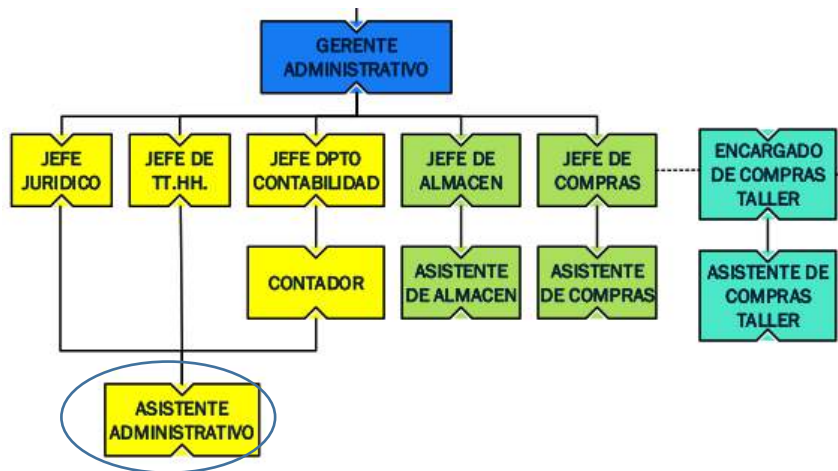 GERENTE
ADMINISTRATIVO
JEFE
JURIDICO
JEFE DE
TT.HH.
JEFE DPTO
CONTABILIDAD
JEFE DE
ALMACEN
JEFE DE
COMPRAS
ENCARGADO
DE COMPRAS
TALLER
CONTADOR
ASISTENTE
DE ALMACEN
ASISTENTE
DE COMPRAS
ASISTENTE DE
COMPRAS
TALLER
ASISTENTE
ADMINISTRATIVO